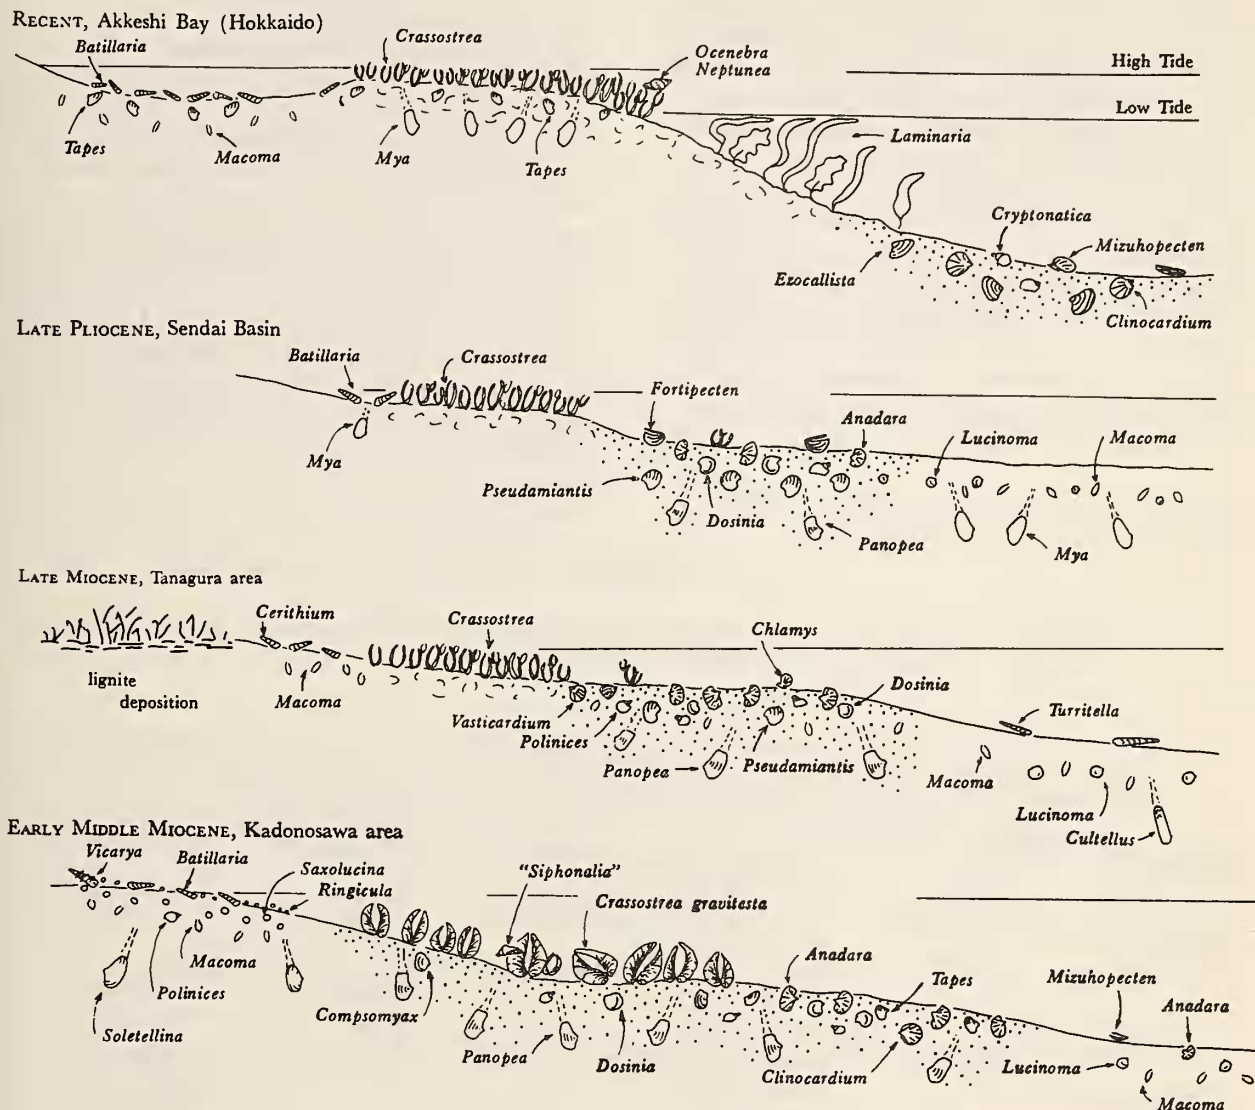 RECENT, Akkeshi Bay (Hokkaido)
Batillaria
Crassostrea
Ocenebra
Neptunea
High Tide
Low Tide
Tapes
Macoma
Mya
Tapes
Laminaria
Cryptonatica
Mizuhopecten
Ezocallista
Clinocardium
LATE PLIOCENE, Sendai Basin
Batillaria
Crassostrea
Fortipecten
Anadara
Lucinoma
Macoma
Mya
Pseudamiantis
Dosinia
Panopea
Mya
LATE MIOCENE, Tanagura area
Cerithium
Crassostrea
Chlamys
Dosinia
lignite
deposition
Macoma
Vasticardium
Polinices
Panopea
Pseudamiantis
Turritella
Macoma
Lucinoma
Cultellus
EARLY MIDDLE MIOCENE, Kadonosawa area
Vicarya
Batillaria
Saxolucina
Ringicula
"Siphonalia"
Crassostrea gravitesta
Anadara
Tapes
Mizuhopecten
Anadara
Macoma
Polinices
Soletellina
Compsomyax
Panopea
Dosinia
Clinocardium
Lucinoma
Macoma